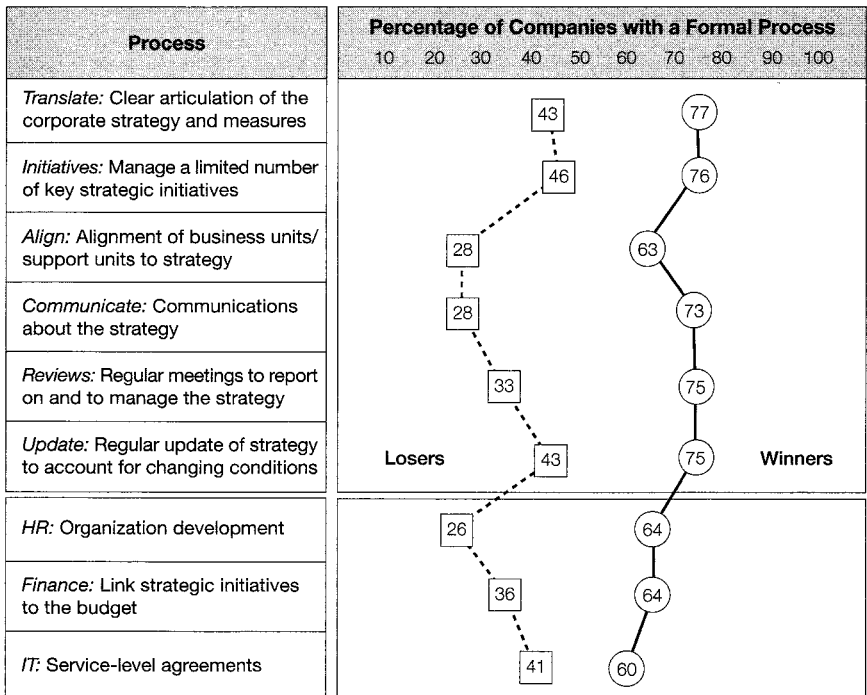 Process
Percentage of Companies with a Formal Process
10 20 30 40 50 60 70 80 90 100
Translate: Clear articulation of the
corporate strategy and measures
43 77
Initiatives: Manage a limited number
of key strategic initiatives
46 76
Align: Alignment of business units/
support units to strategy
28 63
Communicate: Communications
about the strategy
28 73
Reviews: Regular meetings to report
on and to manage the strategy
33 75
Update: Regular update of strategy
to account for changing conditions
Losers 43 75 Winners
HR: Organization development
26 64
Finance: Link strategic initiatives
to the budget
36 64
IT: Service-level agreements
41 60